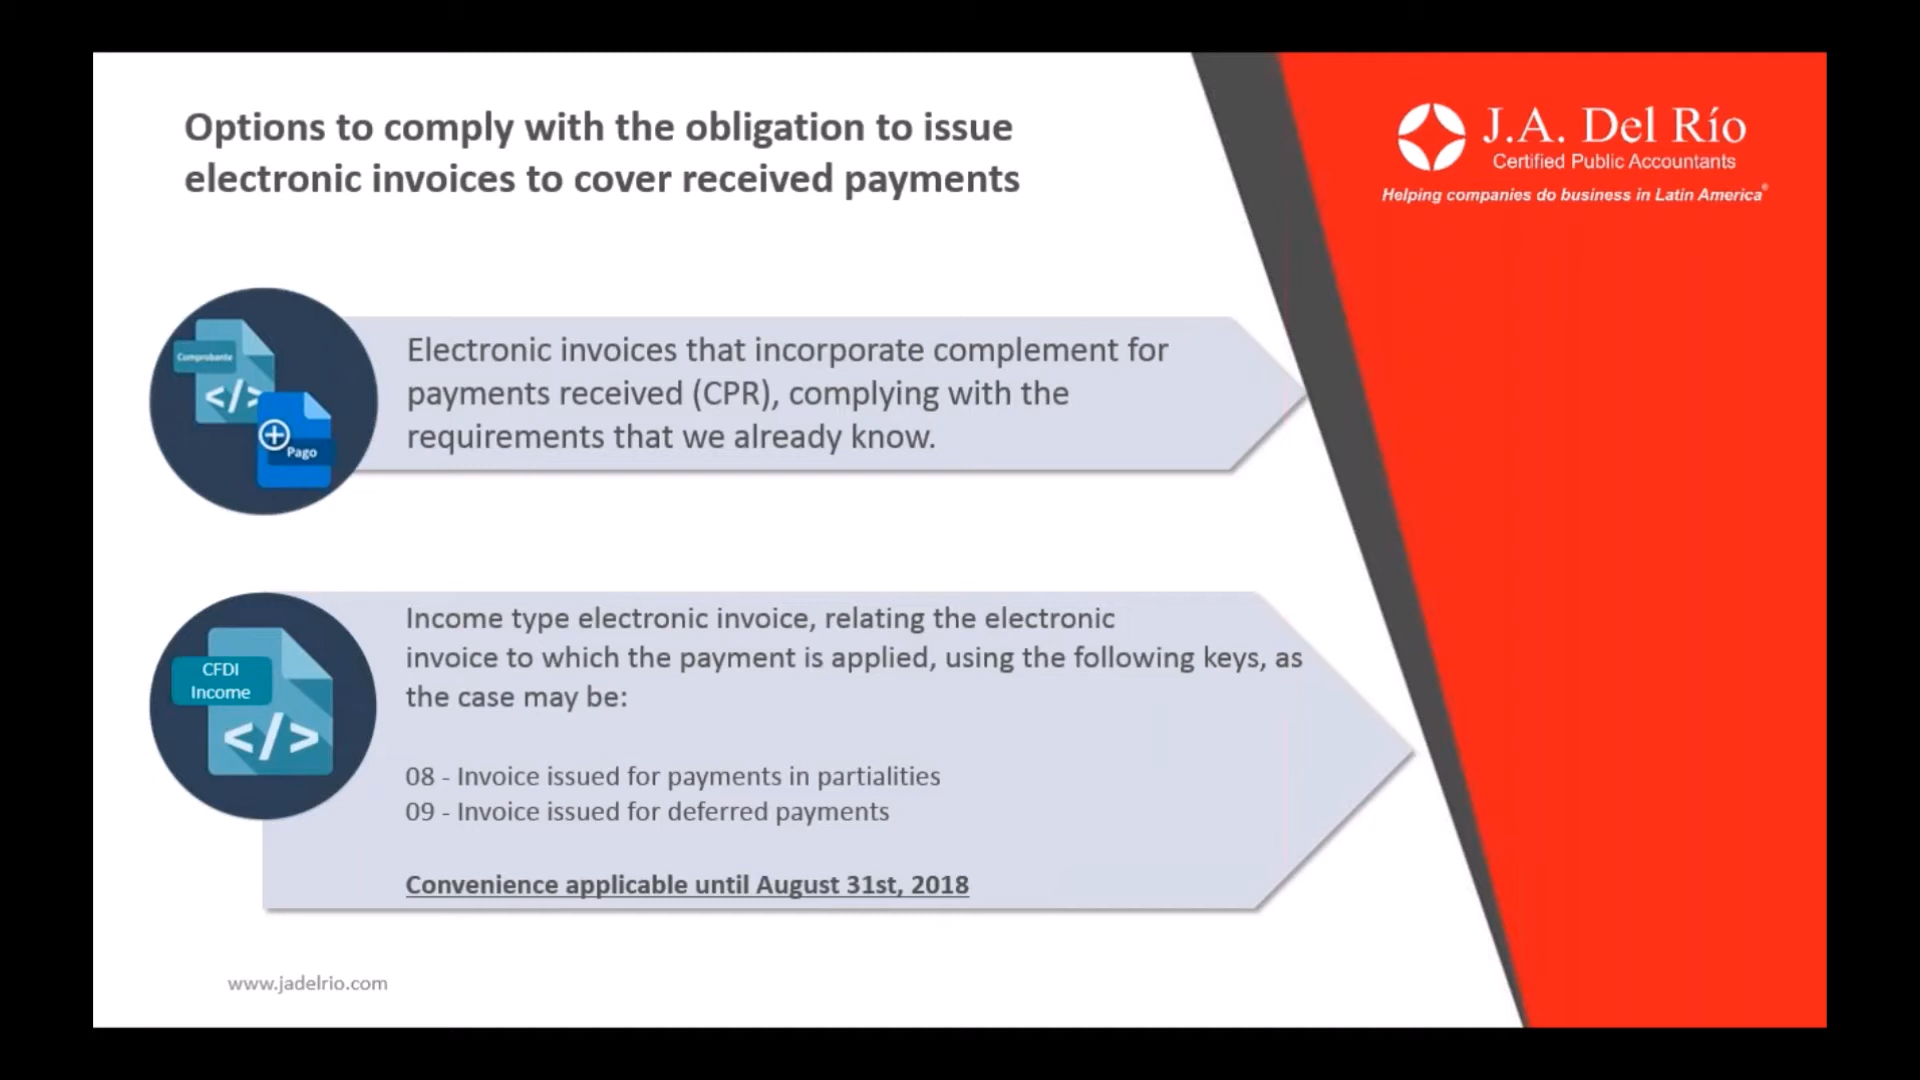 Options to comply with the obligation to issue
electronic invoices to cover received payments
J.A. Del Río
Certified Public Accountants
Helping companies do business in Latin America®
Comprobante
</>
Pago
Electronic invoices that incorporate complement for
payments received (CPR), complying with the
requirements that we already know.
CFDI
Income
</>
Income type electronic invoice, relating the electronic
invoice to which the payment is applied, using the following keys, as
the case may be:
08 - Invoice issued for payments in partialities
09 - Invoice issued for deferred payments
Convenience applicable until August 31st, 2018
www.jadelrio.com